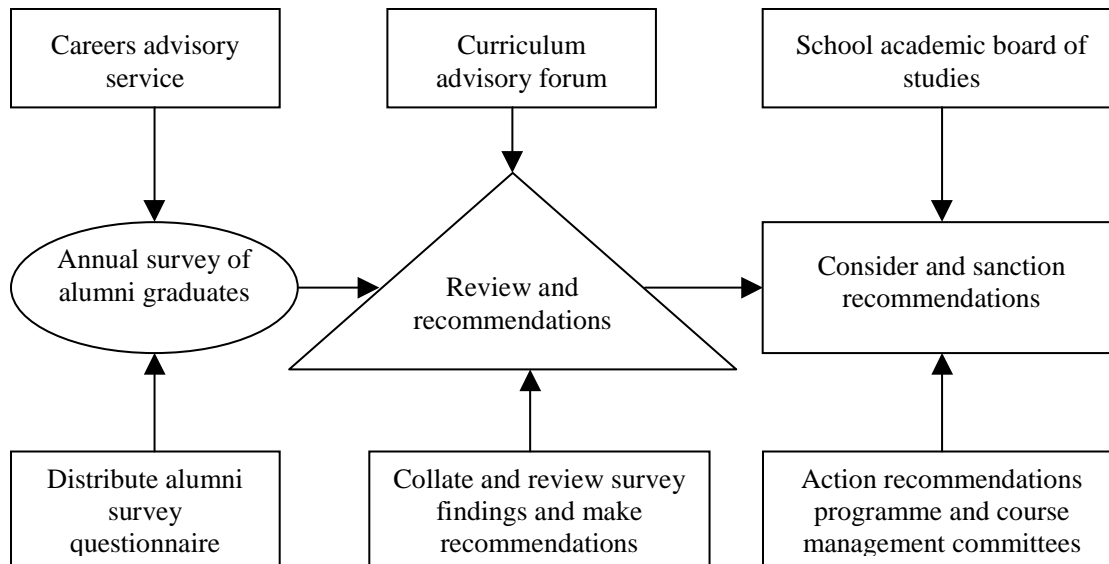 Careers advisory
service
Curriculum
advisory forum
School academic board of
studies
Annual survey of
alumni graduates
Review and
recommendations
Consider and sanction
recommendations
Distribute alumni
survey
questionnaire
Collate and review survey
findings and make
recommendations
Action recommendations
programme and course
management committees